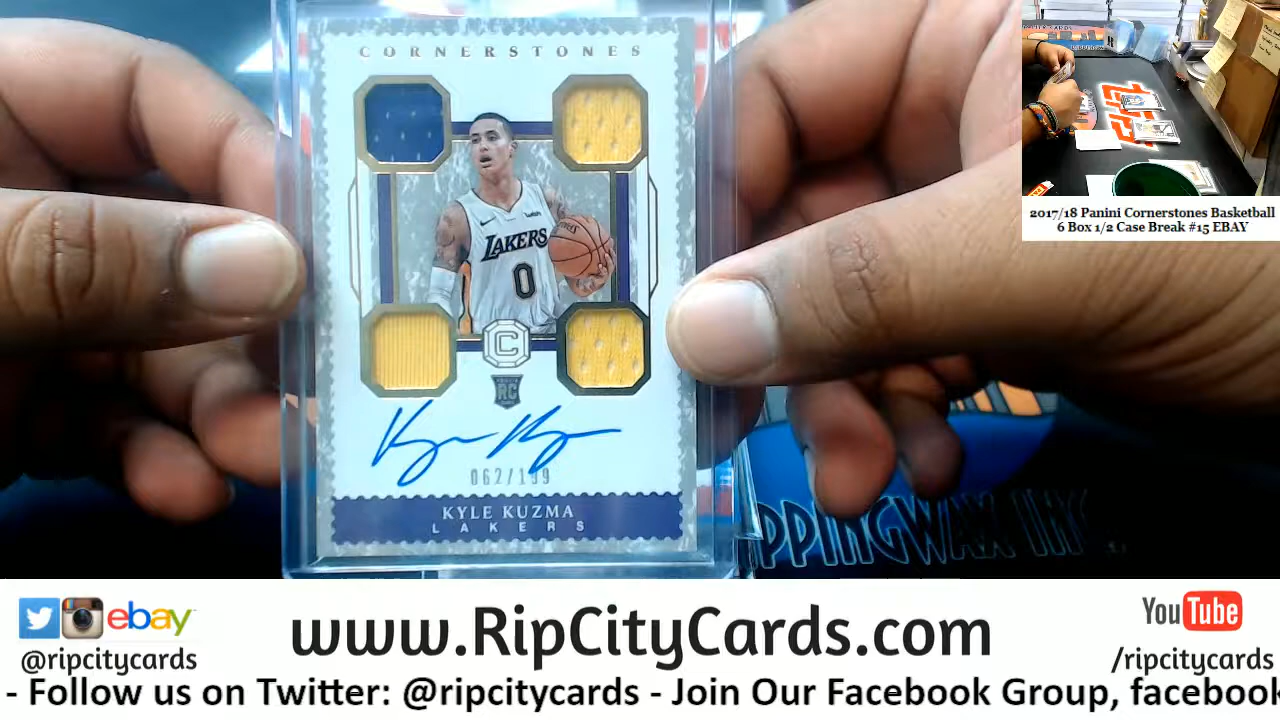 CORNERSTONES
LAKERS
0
C
RC
062/199
KYLE KUZMA
LAKERS
2017/18 Panini Cornerstones Basketball
6 Box 1/2 Case Break #15 EBAY
PPINGWAX INC
ebay
@ripcitycards
www.RipCityCards.com
YouTube
/ripcitycards
- Follow us on Twitter: @ripcitycards - Join Our Facebook Group, facebook